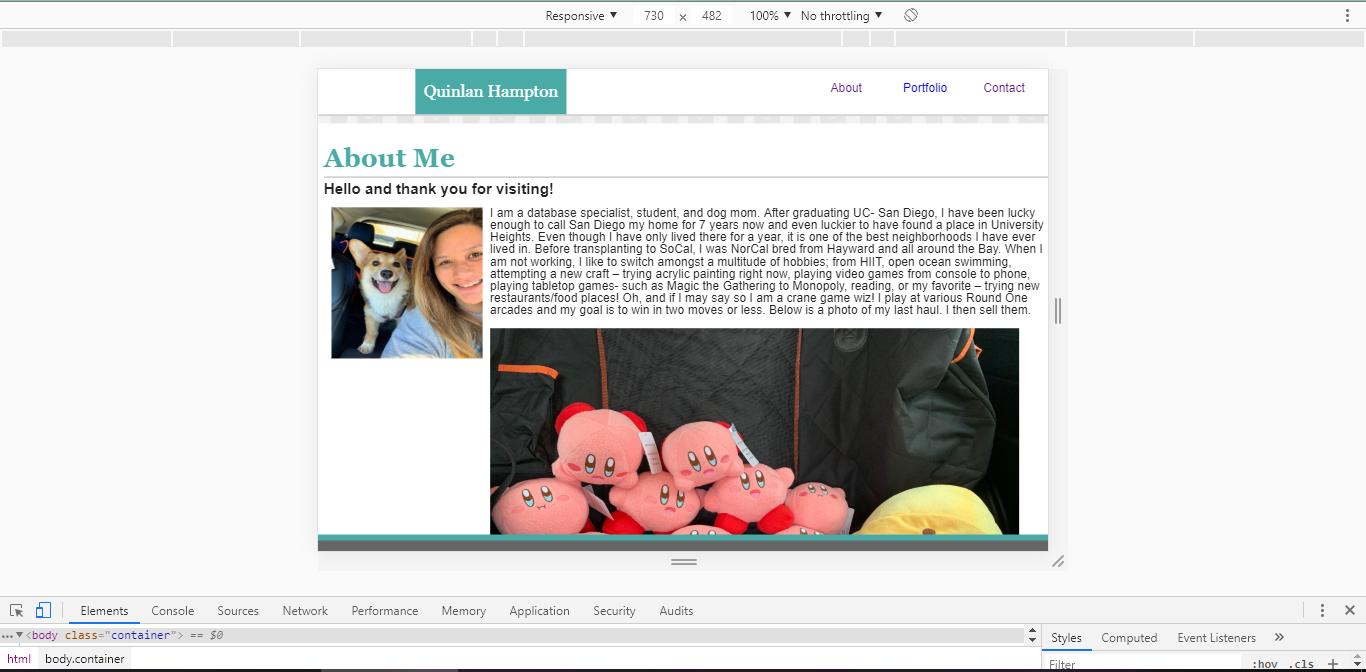 Responsive ▼ 730 × 482 100% ▼ No throttling ▼
Quinlan Hampton About Portfolio Contact
About Me
Hello and thank you for visiting!
I am a database specialist, student, and dog mom. After graduating UC- San Diego, I have been lucky
enough to call San Diego my home for 7 years now and even luckier to have found a place in University
Heights. Even though I have only lived there for a year, it is one of the best neighborhoods I have ever
lived in. Before transplanting to SoCal, I was NorCal bred from Hayward and all around the Bay. When I
am not working, I like to switch amongst a multitude of hobbies; from HIIT, open ocean swimming,
attempting a new craft – trying acrylic painting right now, playing video games from console to phone,
playing tabletop games- such as Magic the Gathering to Monopoly, reading, or my favorite – trying new
restaurants/food places! Oh, and if I may say so I am a crane game wiz! I play at various Round One
arcades and my goal is to win in two moves or less. Below is a photo of my last haul. I then sell them.
Elements Console Sources Network Performance Memory Application Security Audits
<body class="container"> == $0
Styles Computed Event Listeners »
html body.container
Filter :hov .cls +